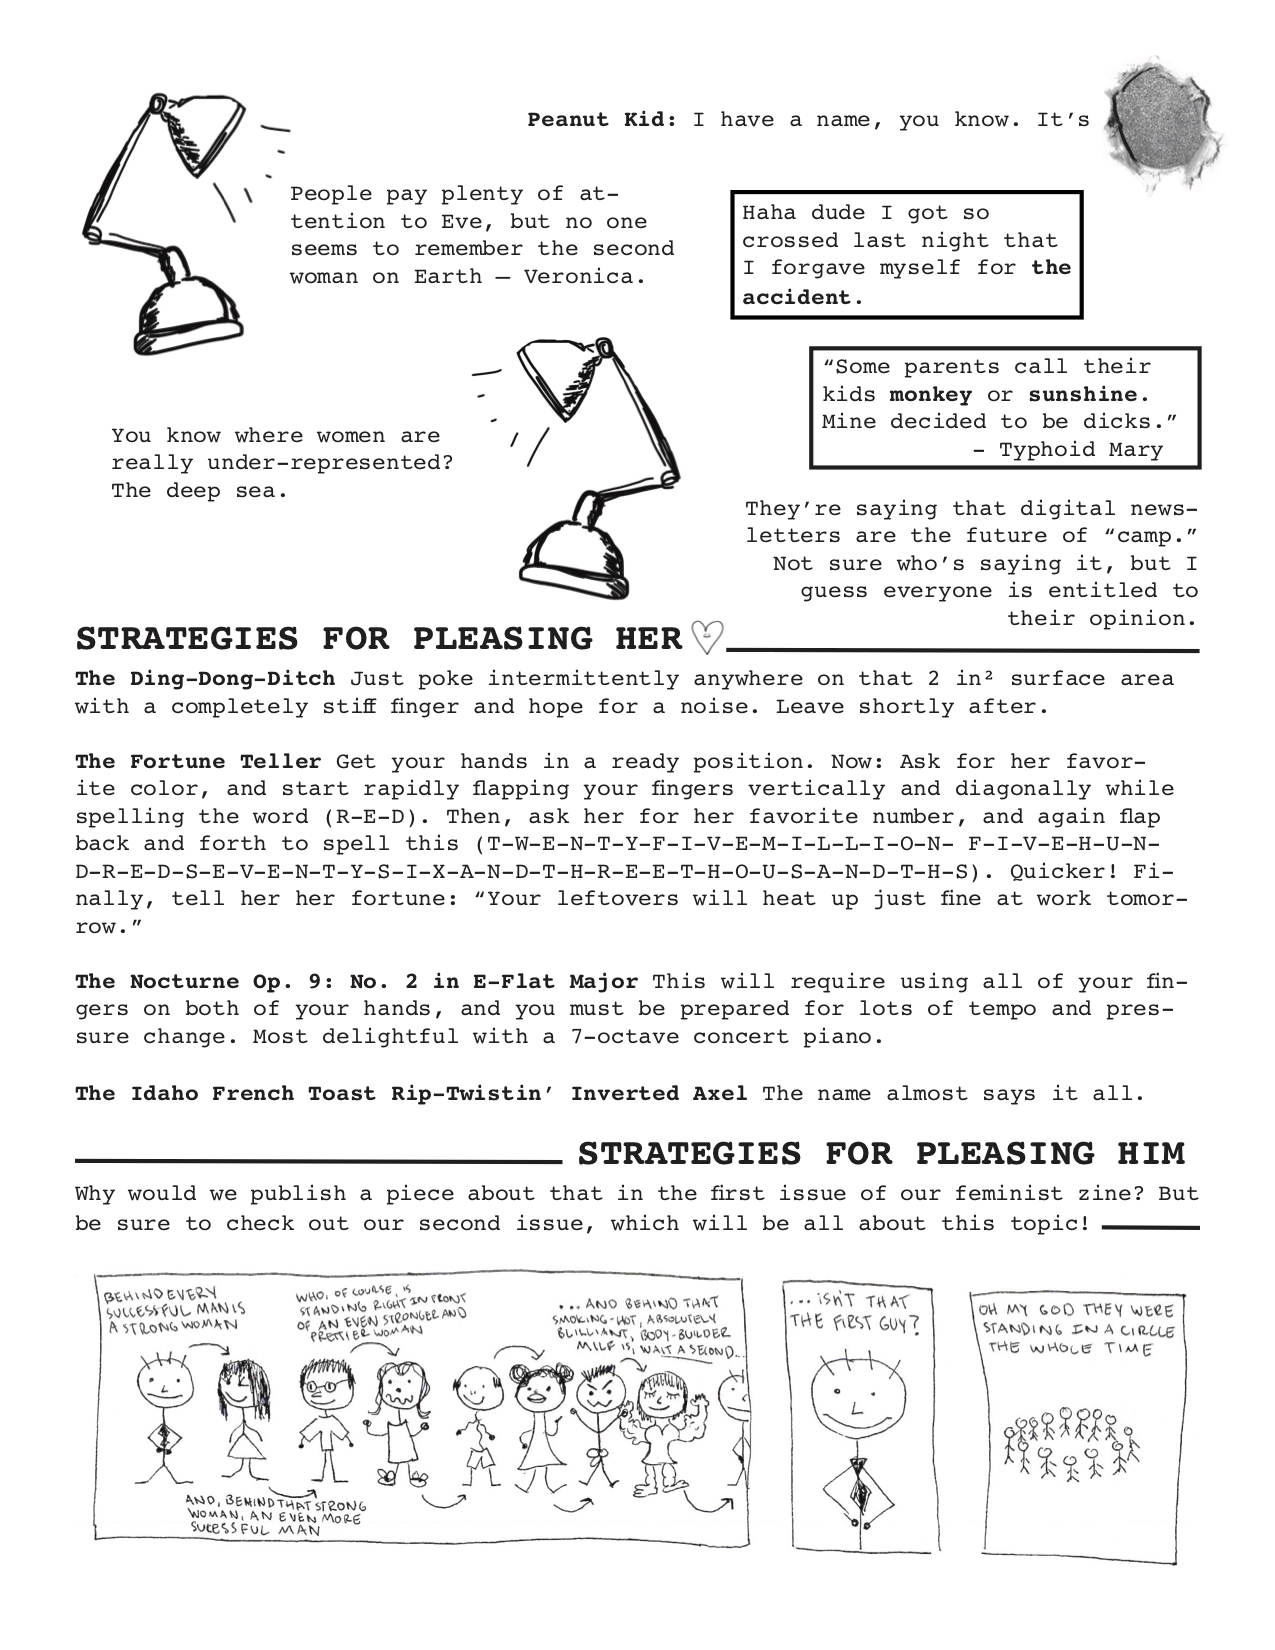 Peanut Kid: I have a name, you know. It’s
People pay plenty of at-
tention to Eve, but no one
seems to remember the second
woman on Earth — Veronica.
Haha dude I got so
crossed last night that
I forgave myself for the
accident.
“Some parents call their
kids monkey or sunshine.
Mine decided to be dicks.”
- Typhoid Mary
You know where women are
really under-represented?
The deep sea.
They’re saying that digital news-
letters are the future of “camp.”
Not sure who’s saying it, but I
guess everyone is entitled to
their opinion.
STRATEGIES FOR PLEASING HER
The Ding-Dong-Ditch Just poke intermittently anywhere on that 2 in² surface area
with a completely stiff finger and hope for a noise. Leave shortly after.
The Fortune Teller Get your hands in a ready position. Now: Ask for her favor-
ite color, and start rapidly flapping your fingers vertically and diagonally while
spelling the word (R-E-D). Then, ask her for her favorite number, and again flap
back and forth to spell this (T-W-E-N-T-Y-F-I-V-E-M-I-L-L-I-O-N- F-I-V-E-H-U-N-
D-R-E-D-S-E-V-E-N-T-Y-S-I-X-A-N-D-T-H-R-E-E-T-H-O-U-S-A-N-D-T-H-S). Quicker! Fi-
nally, tell her her fortune: “Your leftovers will heat up just fine at work tomor-
row.”
The Nocturne Op. 9: No. 2 in E-Flat Major This will require using all of your fin-
gers on both of your hands, and you must be prepared for lots of tempo and pres-
sure change. Most delightful with a 7-octave concert piano.
The Idaho French Toast Rip-Twistin’ Inverted Axel The name almost says it all.
STRATEGIES FOR PLEASING HIM
Why would we publish a piece about that in the first issue of our feminist zine? But
be sure to check out our second issue, which will be all about this topic!
BEHIND EVERY
SUCCESSFUL MAN IS
A STRONG WOMAN
AND, BEHIND THAT STRONG
WOMAN, AN EVEN MORE
SUCESSFUL MAN
WHO, OF COURSE, IS
STANDING RIGHT IN FRONT
OF AN EVEN STRONGER AND
PRETTIER WOMAN
...AND BEHIND THAT
SMOKING-HOT, ABSOLUTELY
BLILLIANT, BODY-BUILDER
MILF IS, WAIT A SECOND...
...ISN'T THAT
THE FIRST GUY?
OH MY GOD THEY WERE
STANDING IN A CIRCLE
THE WHOLE TIME